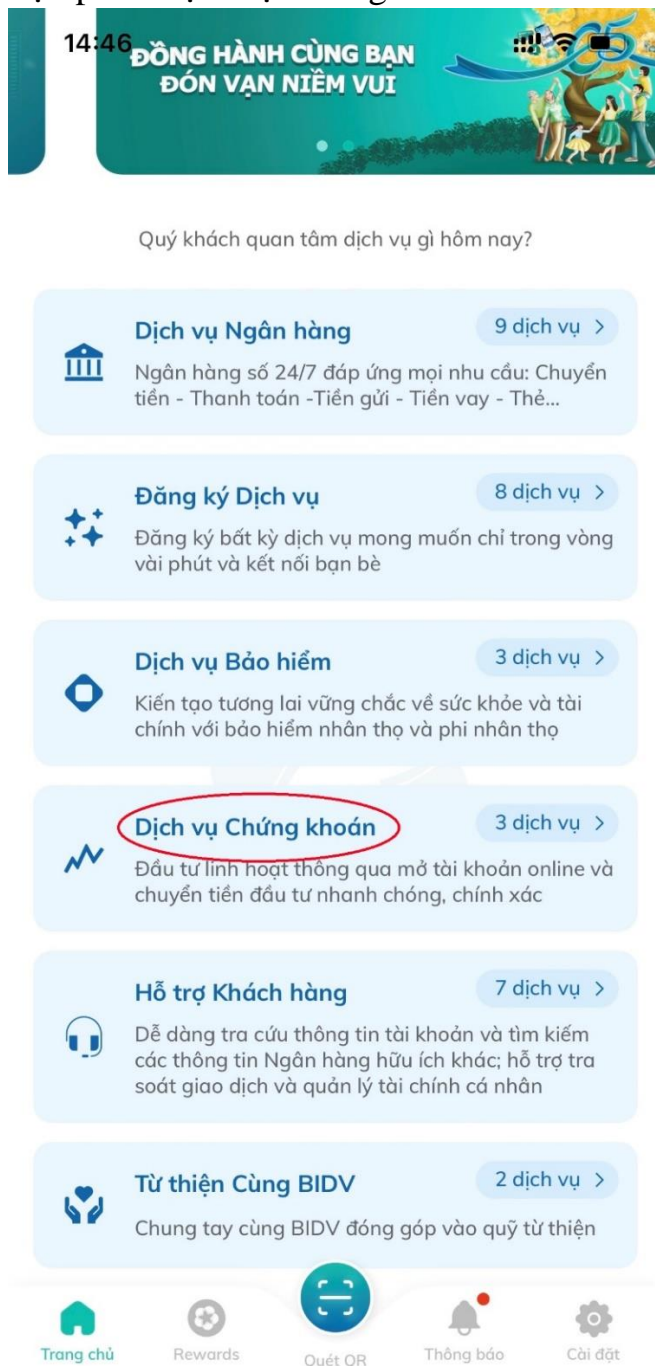 14:46
ĐỒNG HÀNH CÙNG BẠN
ĐÓN VẠN NIỀM VUI
Quý khách quan tâm dịch vụ gì hôm nay?
Dịch vụ Ngân hàng
9 dịch vụ >
Ngân hàng số 24/7 đáp ứng mọi nhu cầu: Chuyển
tiền - Thanh toán -Tiền gửi - Tiền vay - Thẻ...
Đăng ký Dịch vụ
8 dịch vụ >
Đăng ký bất kỳ dịch vụ mong muốn chỉ trong vòng
vài phút và kết nối bạn bè
Dịch vụ Bảo hiểm
3 dịch vụ >
Kiến tạo tương lai vững chắc về sức khỏe và tài
chính với bảo hiểm nhân thọ và phi nhân thọ
Dịch vụ Chứng khoán
3 dịch vụ >
Đầu tư linh hoạt thông qua mở tài khoản online và
chuyển tiền đầu tư nhanh chóng, chính xác
Hỗ trợ Khách hàng
7 dịch vụ >
Dễ dàng tra cứu thông tin tài khoản và tìm kiếm
các thông tin Ngân hàng hữu ích khác; hỗ trợ tra
soát giao dịch và quản lý tài chính cá nhân
Từ thiện Cùng BIDV
2 dịch vụ >
Chung tay cùng BIDV đóng góp vào quỹ từ thiện
Trang chủ
Rewards
Quét QR
Thông báo
Cài đặt